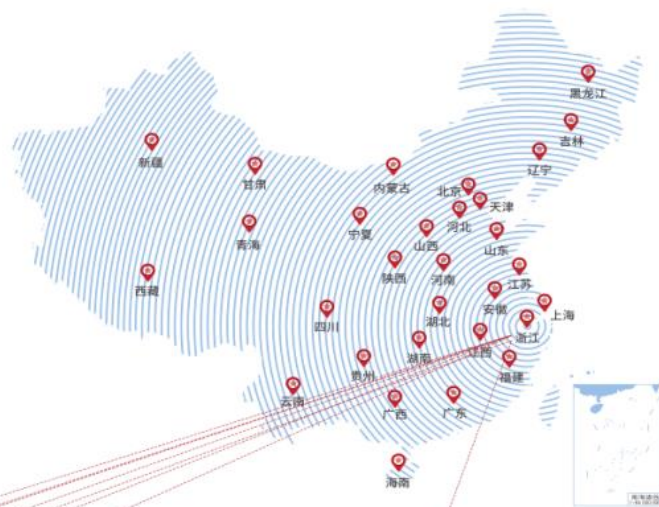 黑龙江
吉林
辽宁
新疆
甘肃
内蒙古
北京
天津
河北
青海
宁夏
山西
山东
西藏
陕西
河南
江苏
安徽
四川
湖北
上海
浙江
湖南
江西
贵州
福建
云南
广西
广东
海南